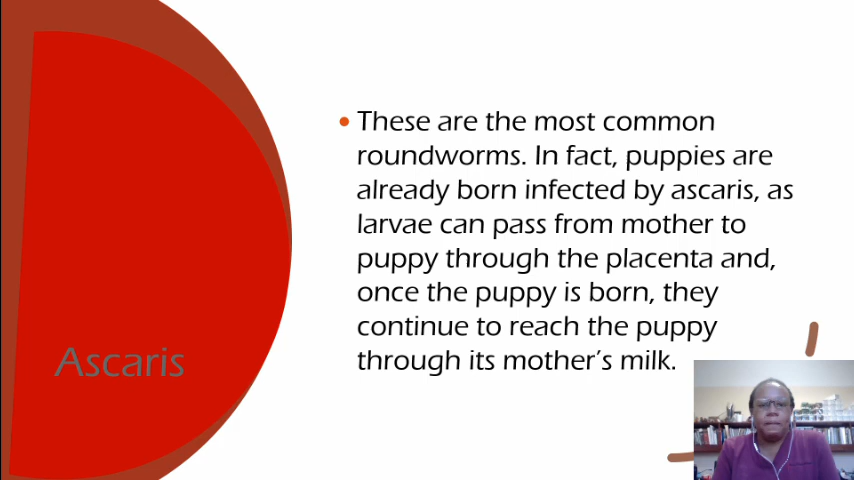 Ascaris
These are the most common
roundworms. In fact, puppies are
already born infected by ascaris, as
larvae can pass from mother to
puppy through the placenta and,
once the puppy is born, they
continue to reach the puppy
through its mother’s milk.